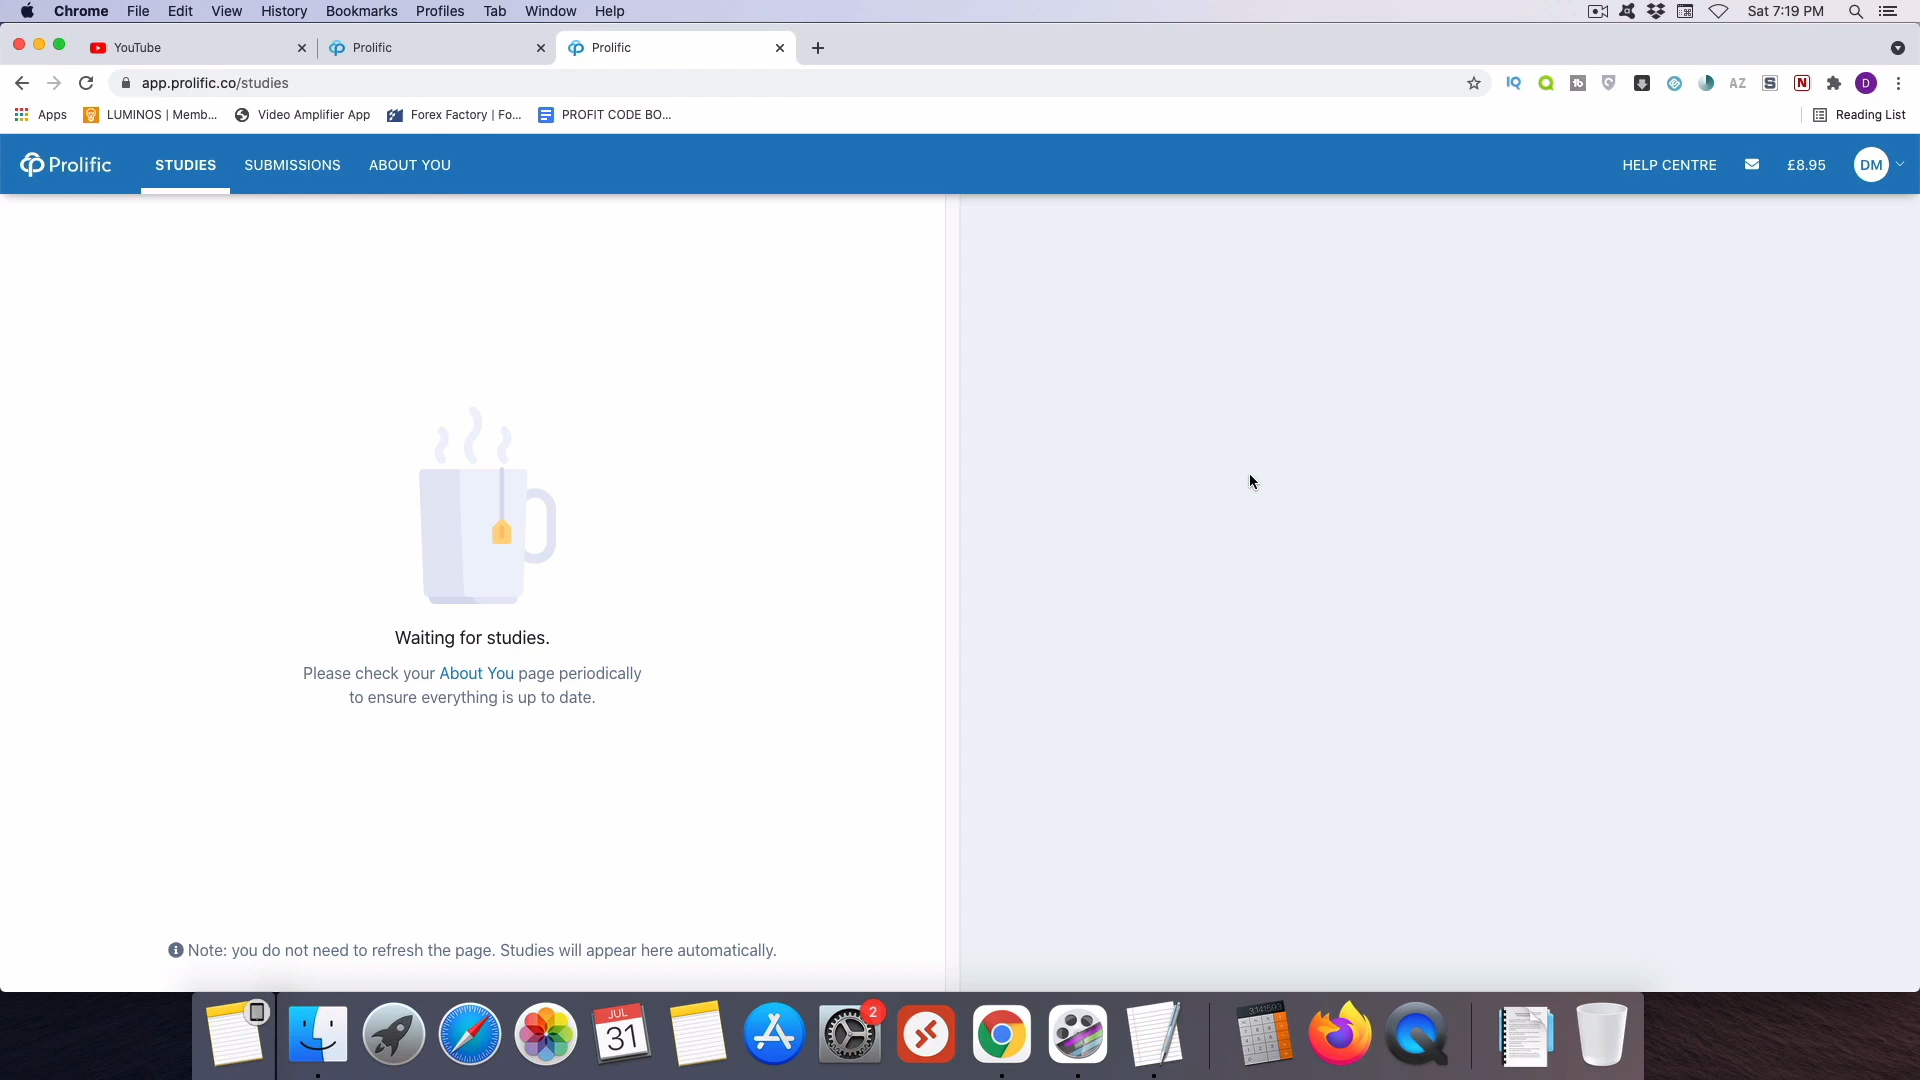 Chrome File Edit View History Bookmarks Profiles Tab Window Help Sat 7:19 PM
YouTube Prolific Prolific
app.prolific.co/studies IQ tb AZ S N D
Apps LUMINOS | Memb... Video Amplifier App Forex Factory | Fo... PROFIT CODE BO... Reading List
Prolific STUDIES SUBMISSIONS ABOUT YOU HELP CENTRE £8.95 DM
Waiting for studies.
Please check your About You page periodically
to ensure everything is up to date.
Note: you do not need to refresh the page. Studies will appear here automatically.
JUL
31
2